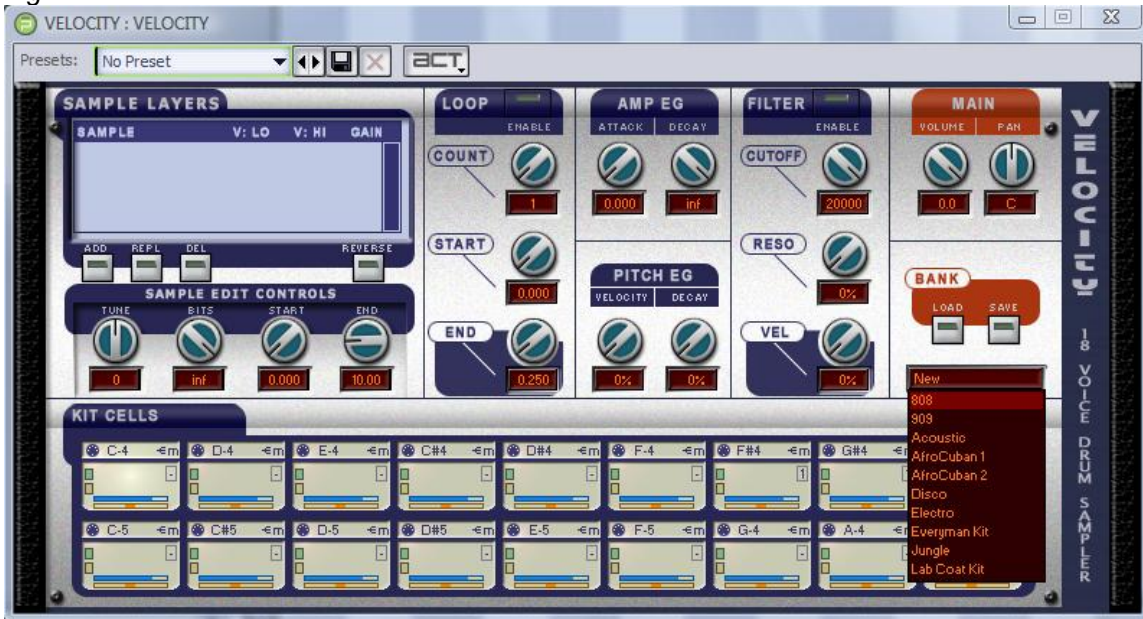 VELOCITY : VELOCITY
Presets: No Preset ACT
SAMPLE LAYERS
SAMPLE V: LO V: HI GAIN
ADD REPL DEL REVERSE
SAMPLE EDIT CONTROLS
TUNE BITS START END
0 inf 0.000 10.00
LOOP
ENABLE
COUNT
1
START
0.000
END
0.250
AMP EG
ATTACK DECAY
0.000 inf
PITCH EG
VELOCITY DECAY
0% 0%
FILTER
ENABLE
CUTOFF
20000
RESO
0%
VEL
0%
MAIN
VOLUME PAN
0.0 C
BANK
LOAD SAVE
New
808
909
Acoustic
AfroCuban 1
AfroCuban 2
Disco
Electro
Everyman Kit
Jungle
Lab Coat Kit
KIT CELLS
C-4 m D-4 m E-4 m C#4 m D#4 m F-4 m F#4 m G#4
- - - - - - 1
C-5 m C#5 m D-5 m D#5 m E-5 m F-5 m G-4 m A-4
- - - - - - -
VELOCITY
18 VOICE DRUM SAMPLER